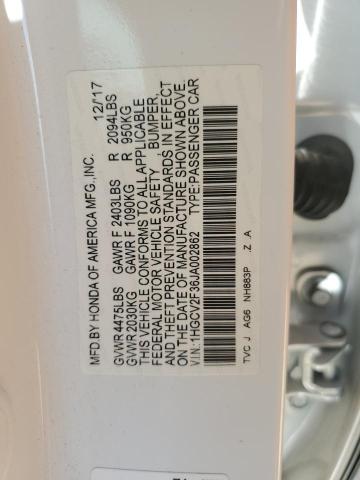 MFD BY HONDA OF AMERICA MFG.,INC. 12/17
GVWR 4475LBS GAWR F 2403LBS R 2094LBS
GVWR 2030KG GAWR F 1090KG R 950KG
THIS VEHICLE CONFORMS TO ALL APPLICABLE
FEDERAL MOTOR VEHICLE SAFETY, BUMPER,
AND THEFT PREVENTION STANDARDS IN EFFECT
ON THE DATE OF MANUFACTURE SHOWN ABOVE.
V.I.N.:1HGCV2F36JA002862 TYPE:PASSENGER CAR
TVC J AG6 NH883P .Z .A